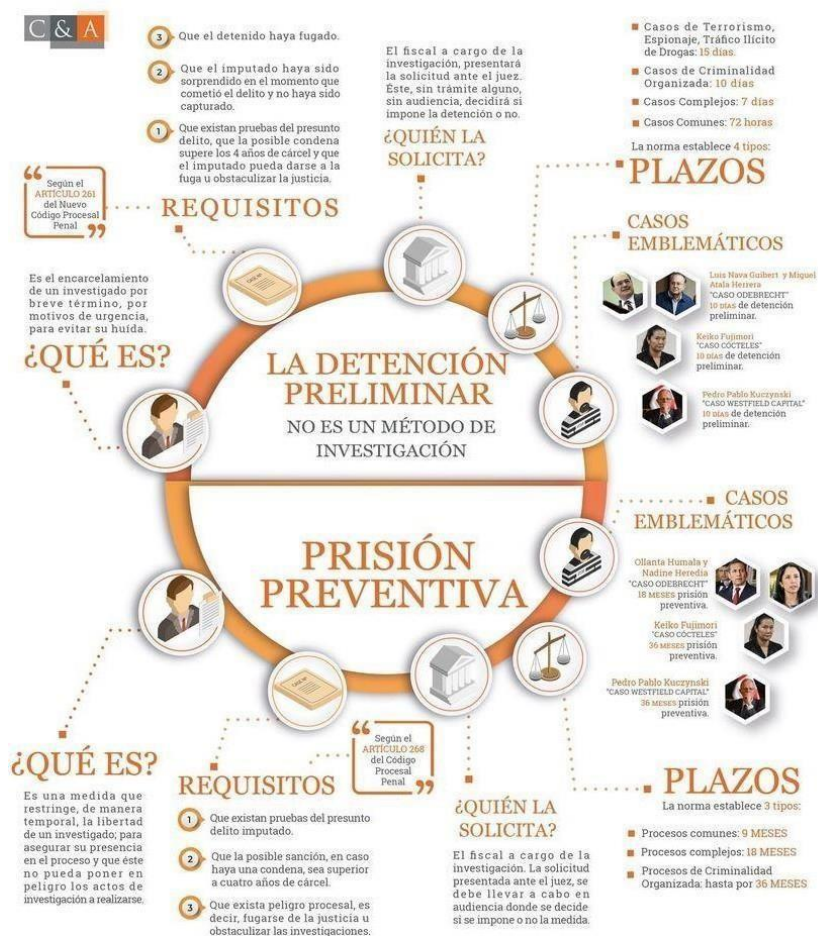 C & A
3 Que el detenido haya fugado.
2 Que el imputado haya sido
sorprendido en el momento que
cometió el delito y no haya sido
capturado.
1 Que existan pruebas del presunto
delito, que la posible condena
supere los 4 años de cárcel y que
el imputado pueda darse a la
fuga u obstaculizar la justicia.
REQUISITOS
Según el
ARTÍCULO 261
del Nuevo
Código Procesal
Penal
El fiscal a cargo de la
investigación, presentará
la solicitud ante el juez.
Éste, sin trámite alguno,
sin audiencia, decidirá si
impone la detención o no.
¿QUIÉN LA
SOLICITA?
Casos de Terrorismo,
Espionaje, Tráfico Ilícito
de Drogas: 15 días.
Casos de Criminalidad
Organizada: 10 días
Casos Complejos: 7 días
Casos Comunes: 72 horas
La norma establece 4 tipos:
PLAZOS
Es el encarcelamiento
de un investigado por
breve término, por
motivos de urgencia,
para evitar su huída.
¿QUÉ ES?
CASOS
EMBLEMÁTICOS
Luis Nava Guibert y Miguel
Atala Herrera
"CASO ODEBRECHT"
10 DÍAS de detención
preliminar.
Keiko Fujimori
"CASO CÓCTELES"
10 DÍAS de detención
preliminar.
Pedro Pablo Kuczynski
"CASO WESTFIELD CAPITAL"
10 DÍAS de detención
preliminar.
LA DETENCIÓN
PRELIMINAR
NO ES UN MÉTODO DE
INVESTIGACIÓN
PRISIÓN
PREVENTIVA
CASOS
EMBLEMÁTICOS
Ollanta Humala y
Nadine Heredia
"CASO ODEBRECHT"
18 MESES prisión
preventiva.
Keiko Fujimori
"CASO CÓCTELES"
36 MESES prisión
preventiva.
Pedro Pablo Kuczynski
"CASO WESTFIELD CAPITAL"
36 MESES prisión
preventiva.
¿QUÉ ES?
Es una medida que
restringe, de manera
temporal, la libertad
de un investigado; para
asegurar su presencia
en el proceso y que éste
no pueda poner en
peligro los actos de
investigación a realizarse.
Según el
ARTÍCULO 268
del Código
Procesal
Penal
REQUISITOS
1 Que existan pruebas del presunto
delito imputado.
2 Que la posible sanción, en caso
haya una condena, sea superior
a cuatro años de cárcel.
3 Que exista peligro procesal, es
decir, fugarse de la justicia u
obstaculizar las investigaciones.
¿QUIÉN LA
SOLICITA?
El fiscal a cargo de la
investigación. La solicitud
presentada ante el juez, se
debe llevar a cabo en
audiencia donde se decide
si se impone o no la medida.
PLAZOS
La norma establece 3 tipos:
Procesos comunes: 9 MESES
Procesos complejos: 18 MESES
Procesos de Criminalidad
Organizada: hasta por 36 MESES